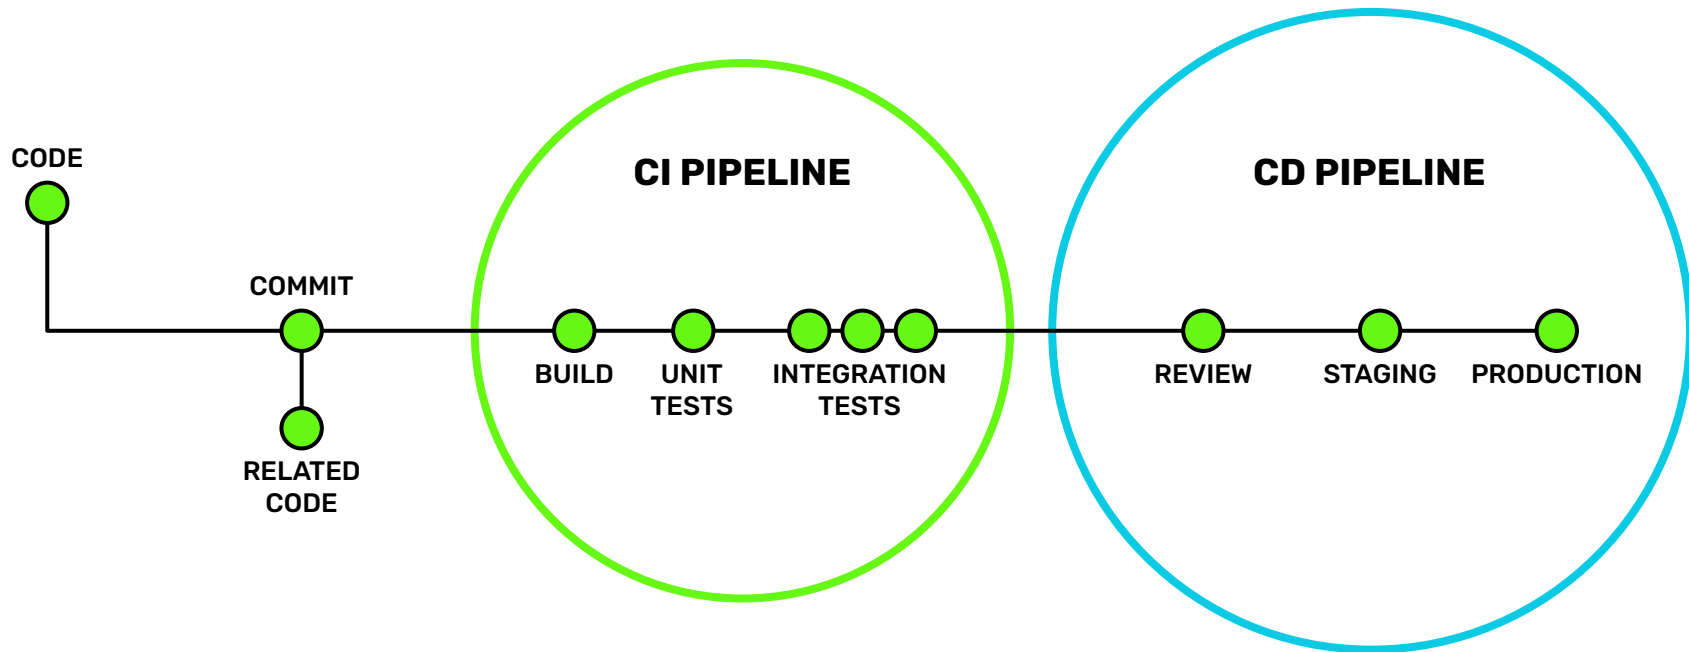 CODE
COMMIT
RELATED
CODE
CI PIPELINE
BUILD
UNIT
TESTS
INTEGRATION
TESTS
CD PIPELINE
REVIEW
STAGING
PRODUCTION